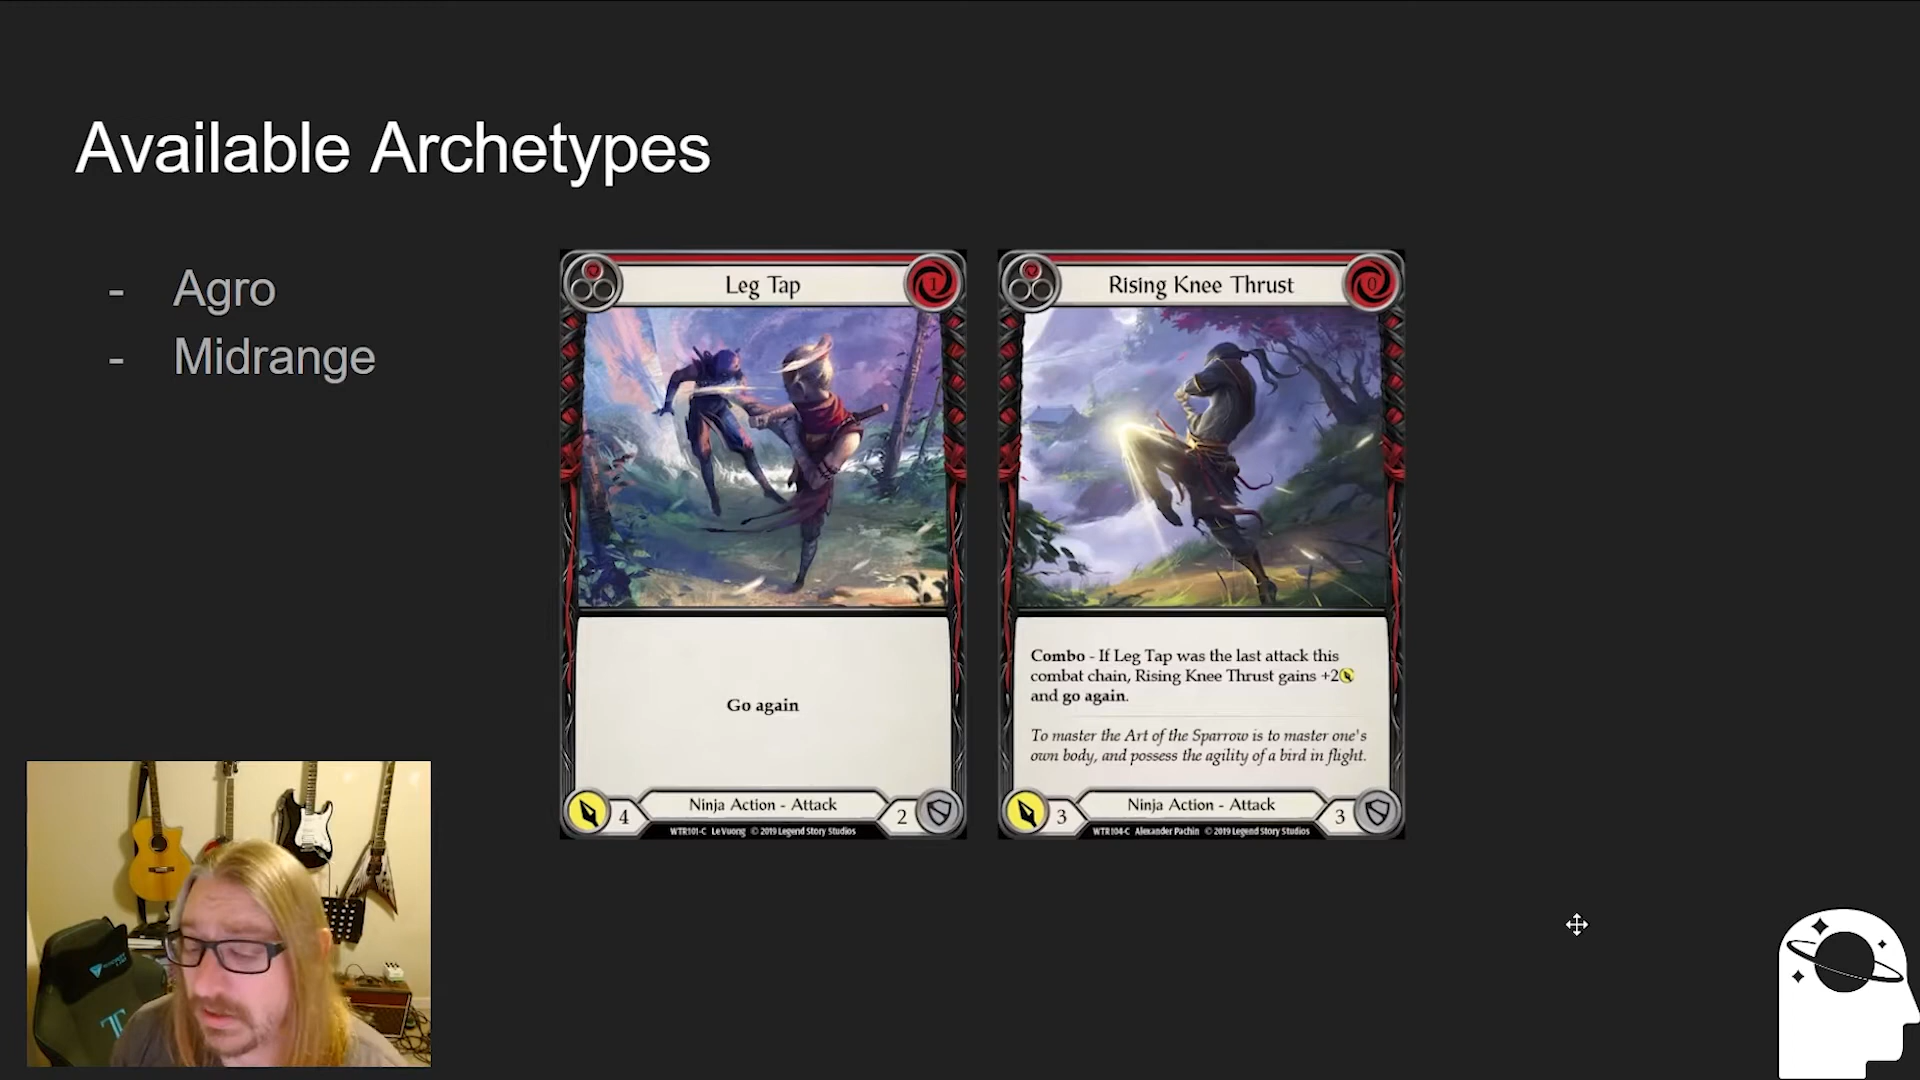 Available Archetypes
- Agro
- Midrange
Leg Tap
1
Go again
4
Ninja Action - Attack
2
WTR101-C Le Vuong © 2019 Legend Story Studios
Rising Knee Thrust
0
Combo - If Leg Tap was the last attack this
combat chain, Rising Knee Thrust gains +2
and go again.
To master the Art of the Sparrow is to master one's
own body, and possess the agility of a bird in flight.
3
Ninja Action - Attack
3
WTR104-C Alexander Pachin © 2019 Legend Story Studios